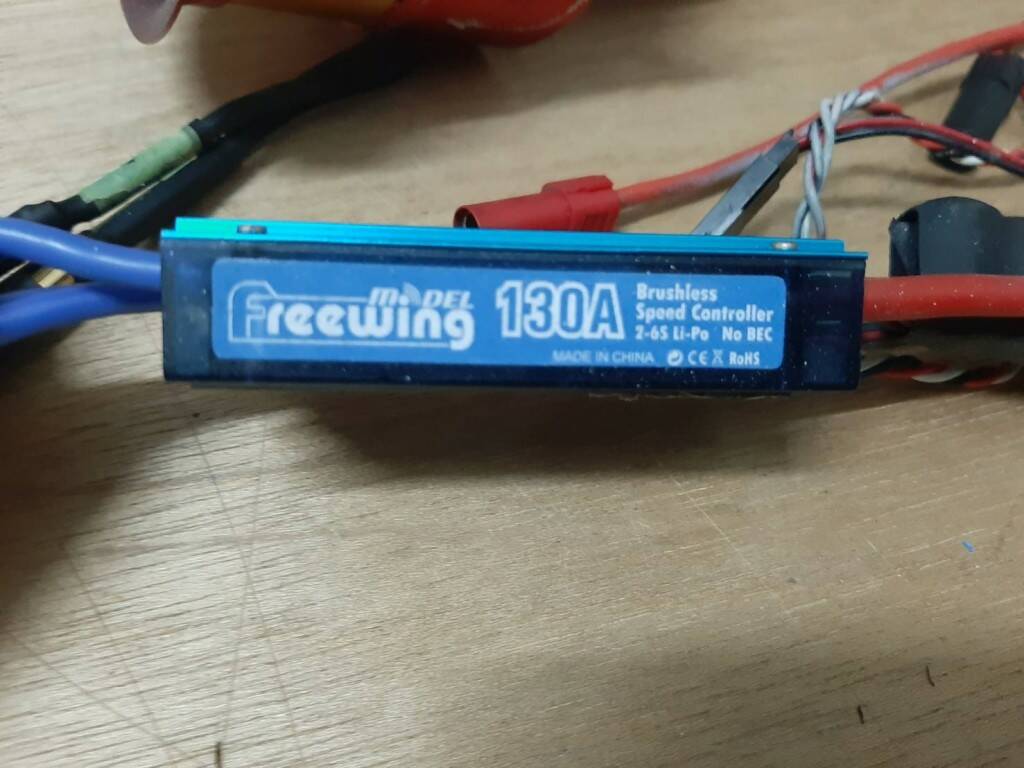 Freewing MODEL
130A
Brushless
Speed Controller
2-6S Li-Po No BEC
MADE IN CHINA CE RoHS